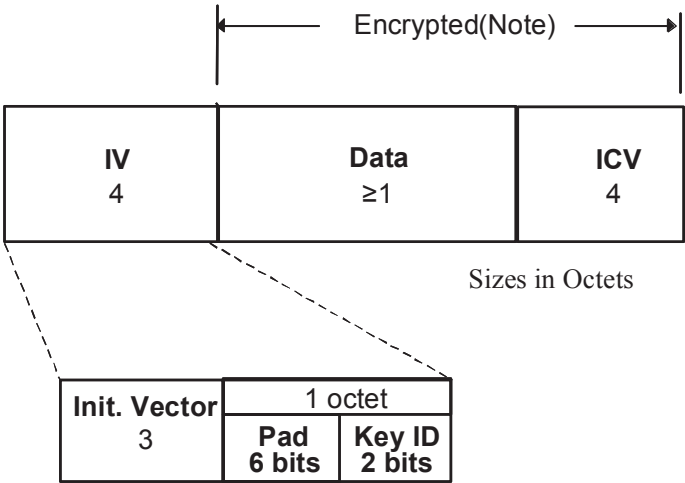 Encrypted(Note)
IV
4
Data
≥1
ICV
4
Sizes in Octets
Init. Vector
3
1 octet
Pad
6 bits
Key ID
2 bits